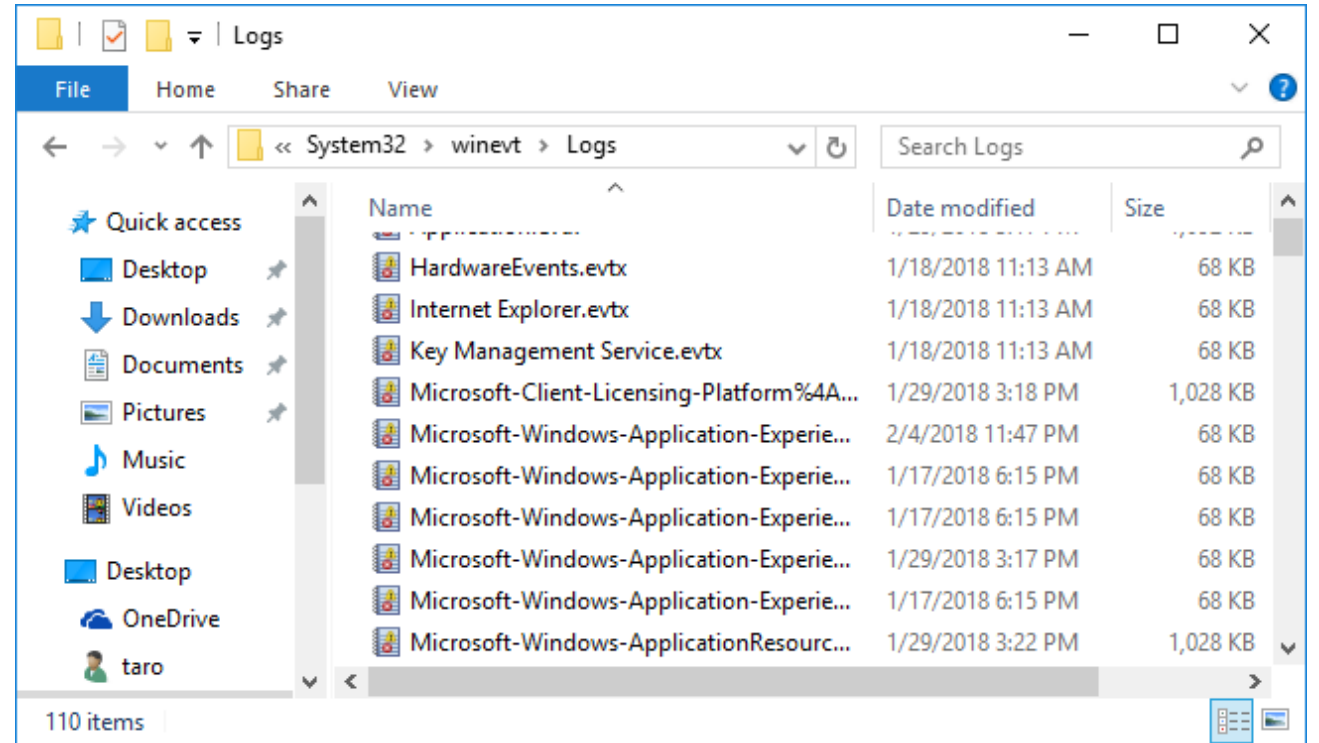 Logs
File Home Share View
« System32 > winevt > Logs Search Logs
Name Date modified Size
HardwareEvents.evtx 1/18/2018 11:13 AM 68 KB
Internet Explorer.evtx 1/18/2018 11:13 AM 68 KB
Key Management Service.evtx 1/18/2018 11:13 AM 68 KB
Microsoft-Client-Licensing-Platform%4A... 1/29/2018 3:18 PM 1,028 KB
Microsoft-Windows-Application-Experie... 2/4/2018 11:47 PM 68 KB
Microsoft-Windows-Application-Experie... 1/17/2018 6:15 PM 68 KB
Microsoft-Windows-Application-Experie... 1/17/2018 6:15 PM 68 KB
Microsoft-Windows-Application-Experie... 1/29/2018 3:17 PM 68 KB
Microsoft-Windows-Application-Experie... 1/17/2018 6:15 PM 68 KB
Microsoft-Windows-ApplicationResourc... 1/29/2018 3:22 PM 1,028 KB
Quick access
Desktop
Downloads
Documents
Pictures
Music
Videos
Desktop
OneDrive
taro
110 items